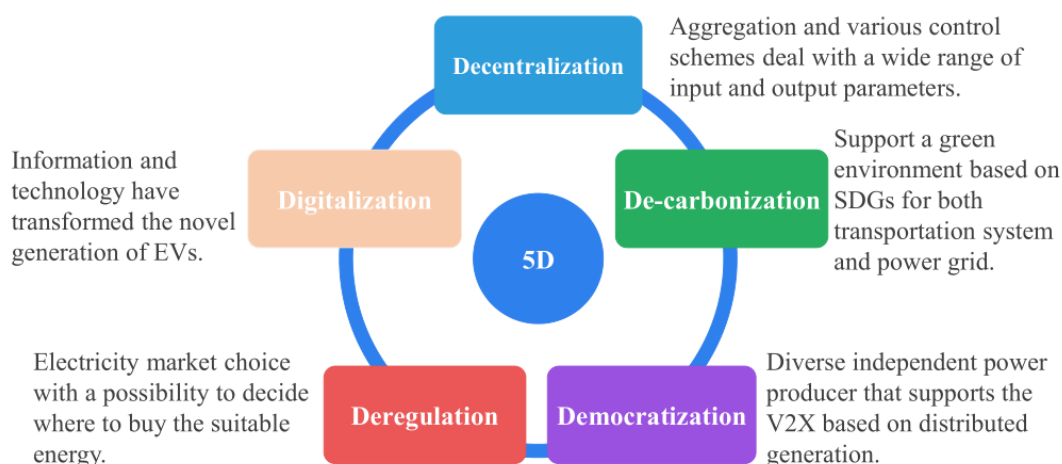 Decentralization
Aggregation and various control
schemes deal with a wide range of
input and output parameters.
De-carbonization
Support a green
environment based on
SDGs for both
transportation system
and power grid.
Democratization
Diverse independent power
producer that supports the
V2X based on distributed
generation.
Deregulation
Electricity market choice
with a possibility to decide
where to buy the suitable
energy.
Digitalization
Information and
technology have
transformed the novel
generation of EVs.
5D